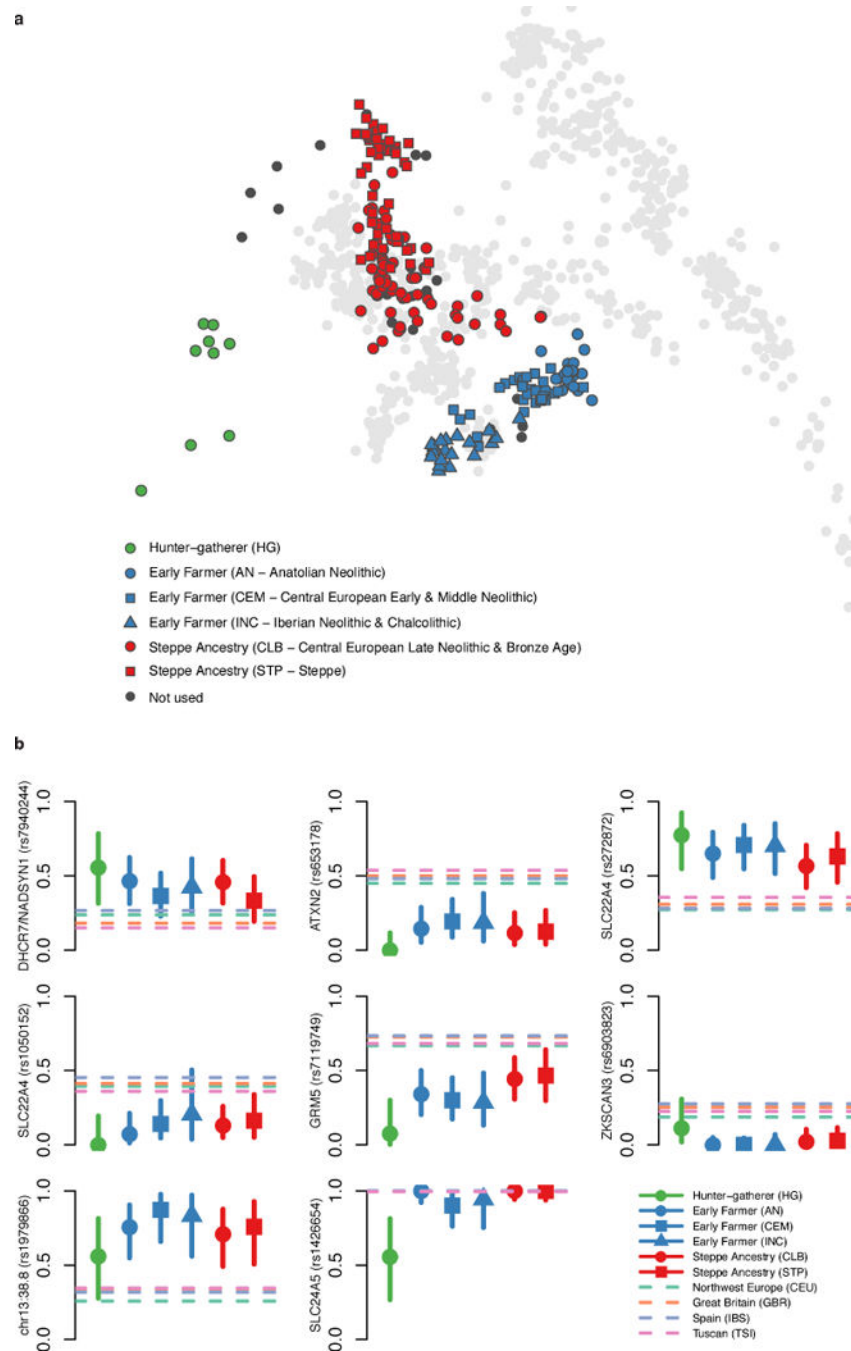 a
Hunter−gatherer (HG)
Early Farmer (AN − Anatolian Neolithic)
Early Farmer (CEM − Central European Early & Middle Neolithic)
Early Farmer (INC − Iberian Neolithic & Chalcolithic)
Steppe Ancestry (CLB − Central European Late Neolithic & Bronze Age)
Steppe Ancestry (STP − Steppe)
Not used
b
DHCR7/NADSYN1 (rs7940244)
0.0 0.5 1.0
ATXN2 (rs653178)
0.0 0.5 1.0
SLC22A4 (rs272872)
0.0 0.5 1.0
SLC22A4 (rs1050152)
0.0 0.5 1.0
GRM5 (rs7119749)
0.0 0.5 1.0
ZKSCAN3 (rs6903823)
0.0 0.5 1.0
chr13:38.8 (rs1979866)
0.0 0.5 1.0
SLC24A5 (rs1426654)
0.0 0.5 1.0
Hunter−gatherer (HG)
Early Farmer (AN)
Early Farmer (CEM)
Early Farmer (INC)
Steppe Ancestry (CLB)
Steppe Ancestry (STP)
Northwest Europe (CEU)
Great Britain (GBR)
Spain (IBS)
Tuscan (TSI)